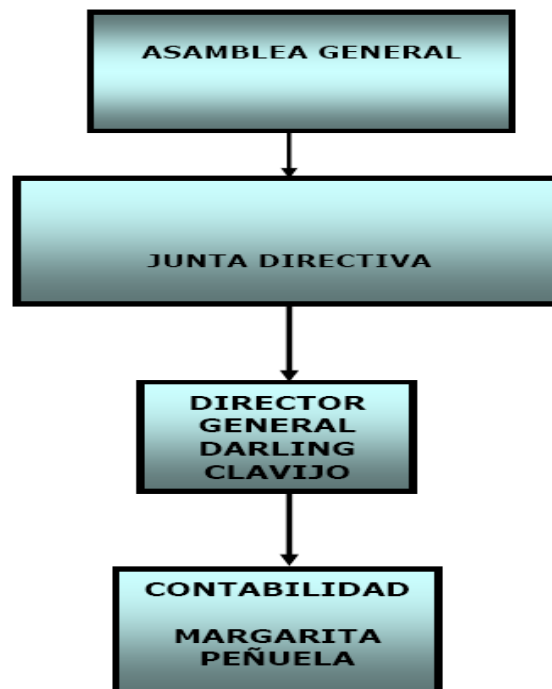 ASAMBLEA GENERAL
JUNTA DIRECTIVA
DIRECTOR
GENERAL
DARLING
CLAVIJO
CONTABILIDAD
MARGARITA
PEÑUELA